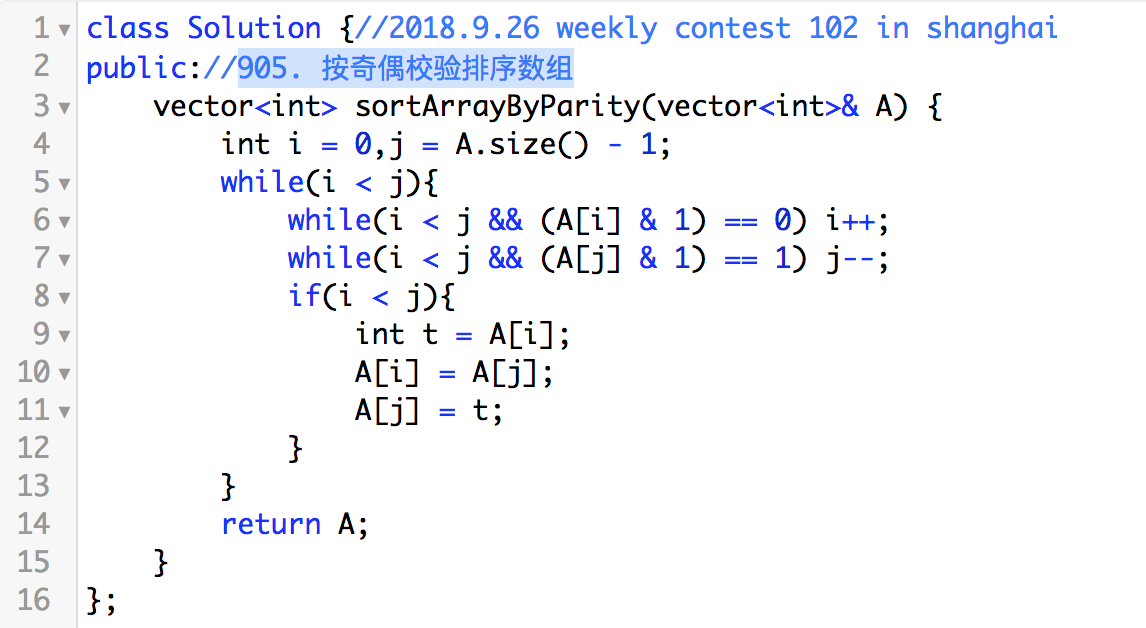 1 class Solution {//2018.9.26 weekly contest 102 in shanghai
2 public://905. 按奇偶校验排序数组
3     vector<int> sortArrayByParity(vector<int>& A) {
4         int i = 0,j = A.size() - 1;
5         while(i < j){
6             while(i < j && (A[i] & 1) == 0) i++;
7             while(i < j && (A[j] & 1) == 1) j--;
8             if(i < j){
9                 int t = A[i];
10                 A[i] = A[j];
11                 A[j] = t;
12             }
13         }
14         return A;
15     }
16 };